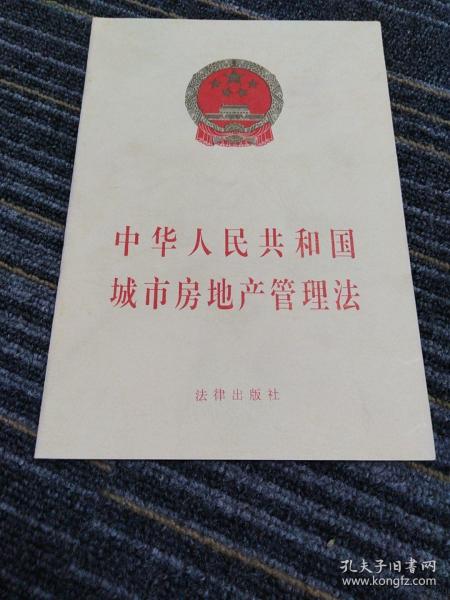 中华人民共和国
城市房地产管理法
法律出版社
孔夫子旧书网
www.kongfz.com